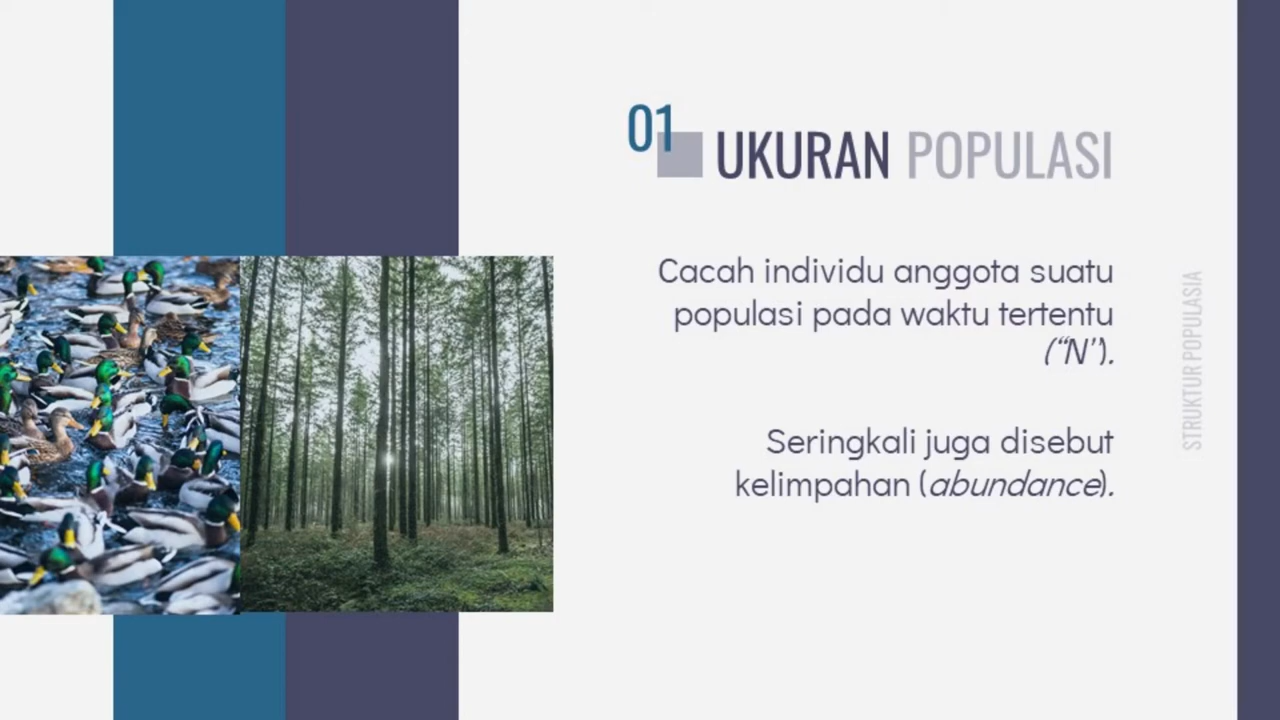 01
UKURAN POPULASI
Cacah individu anggota suatu
populasi pada waktu tertentu
(“N”).
Seringkali juga disebut
kelimpahan (abundance).
STRUKTUR POPULASIA